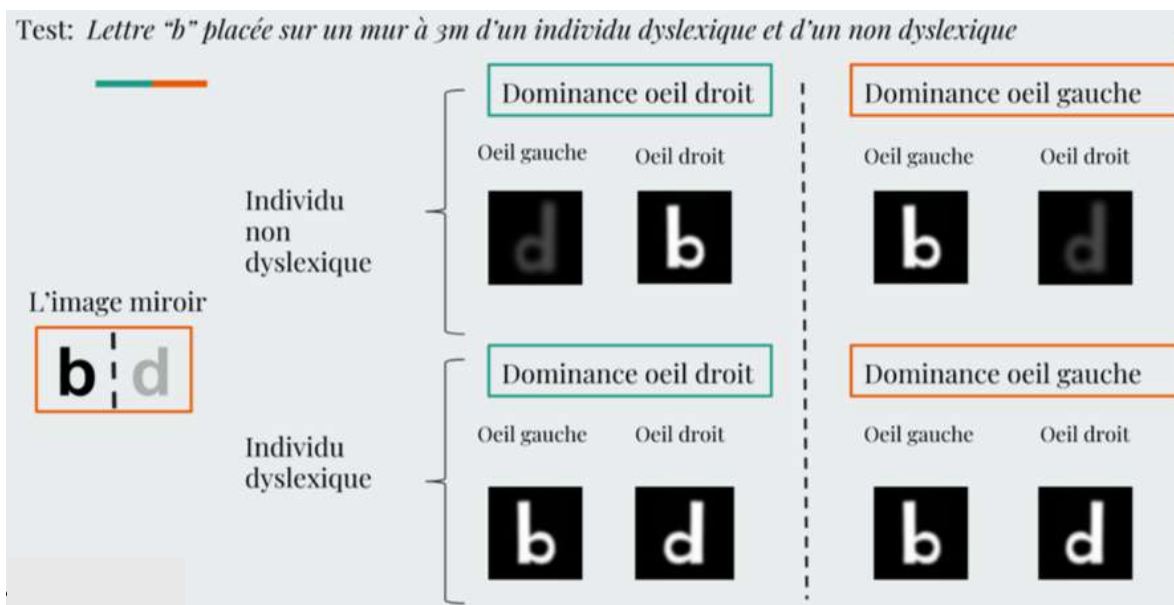 Test: Lettre “b” placée sur un mur à 3m d’un individu dyslexique et d’un non dyslexique
Dominance oeil droit
Dominance oeil gauche
Oeil gauche
Oeil droit
Oeil gauche
Oeil droit
Individu
non
dyslexique
d
b
b
d
L’image miroir
b d
Dominance oeil droit
Dominance oeil gauche
Oeil gauche
Oeil droit
Oeil gauche
Oeil droit
Individu
dyslexique
b
d
b
d